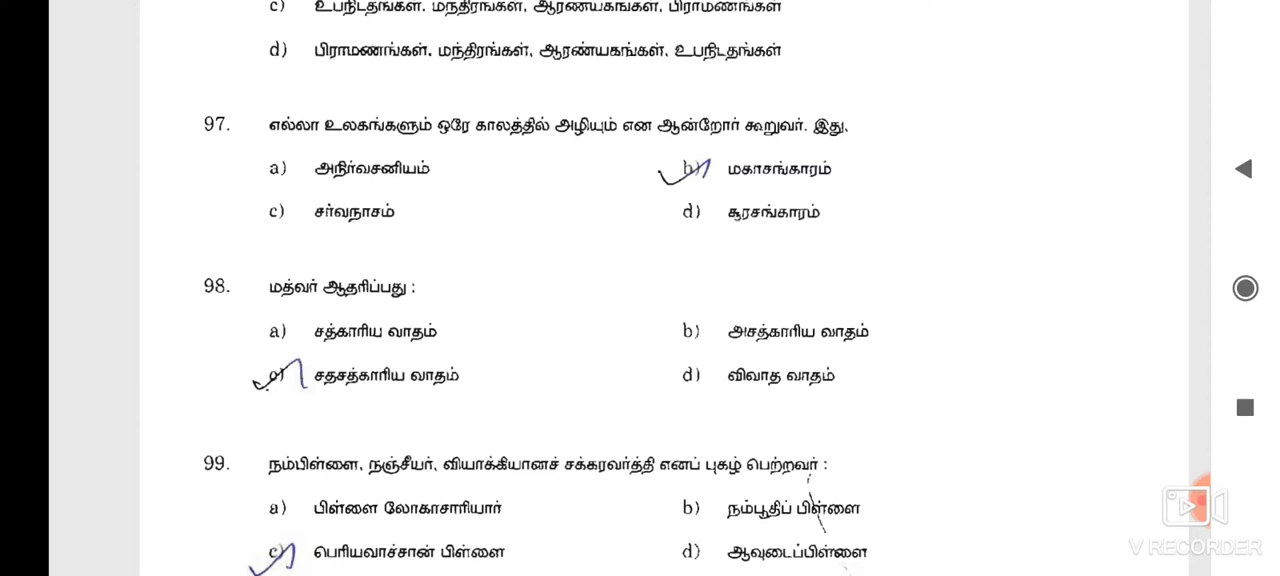 c) உபநிடதங்கள், மந்திரங்கள், ஆரண்யகங்கள், பிராமணங்கள்
d) பிராமணங்கள், மந்திரங்கள், ஆரண்யகங்கள், உபநிடதங்கள்
97. எல்லா உலகங்களும் ஒரே காலத்தில் அழியும் என ஆன்றோர் கூறுவர். இது,
a) அநிர்வசனியம் b) மகாசங்காரம்
c) சர்வநாசம் d) சூரசங்காரம்
98. மத்வர் ஆதரிப்பது :
a) சத்காரிய வாதம் b) அசத்காரிய வாதம்
c) சதசத்காரிய வாதம் d) விவாத வாதம்
99. நம்பிள்ளை, நஞ்சீயர், வியாக்கியானச் சக்கரவர்த்தி எனப் புகழ் பெற்றவர் :
a) பிள்ளை லோகாசாரியார் b) நம்பூதிப் பிள்ளை
c) பெரியவாச்சான் பிள்ளை d) ஆவுடைப்பிள்ளை
V RECORDER